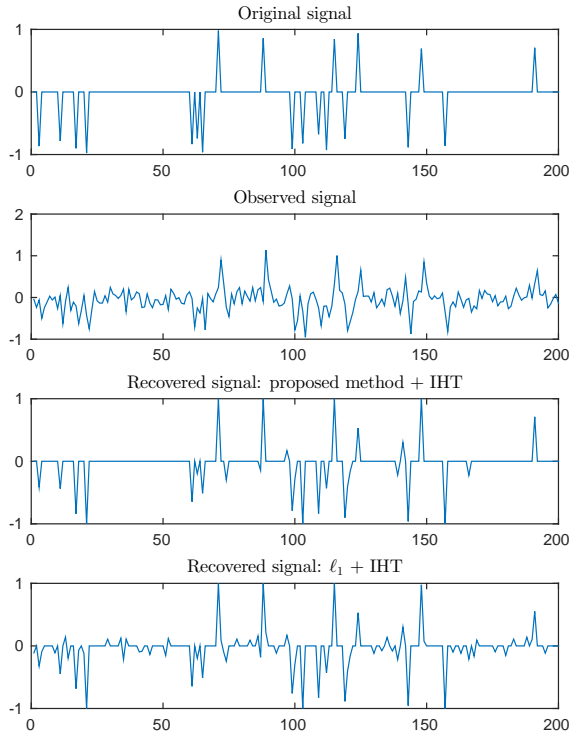 Original signal
1
0
-1
0 50 100 150 200
Observed signal
2
1
0
-1
0 50 100 150 200
Recovered signal: proposed method + IHT
1
0
-1
0 50 100 150 200
Recovered signal: ℓ₁ + IHT
1
0
-1
0 50 100 150 200